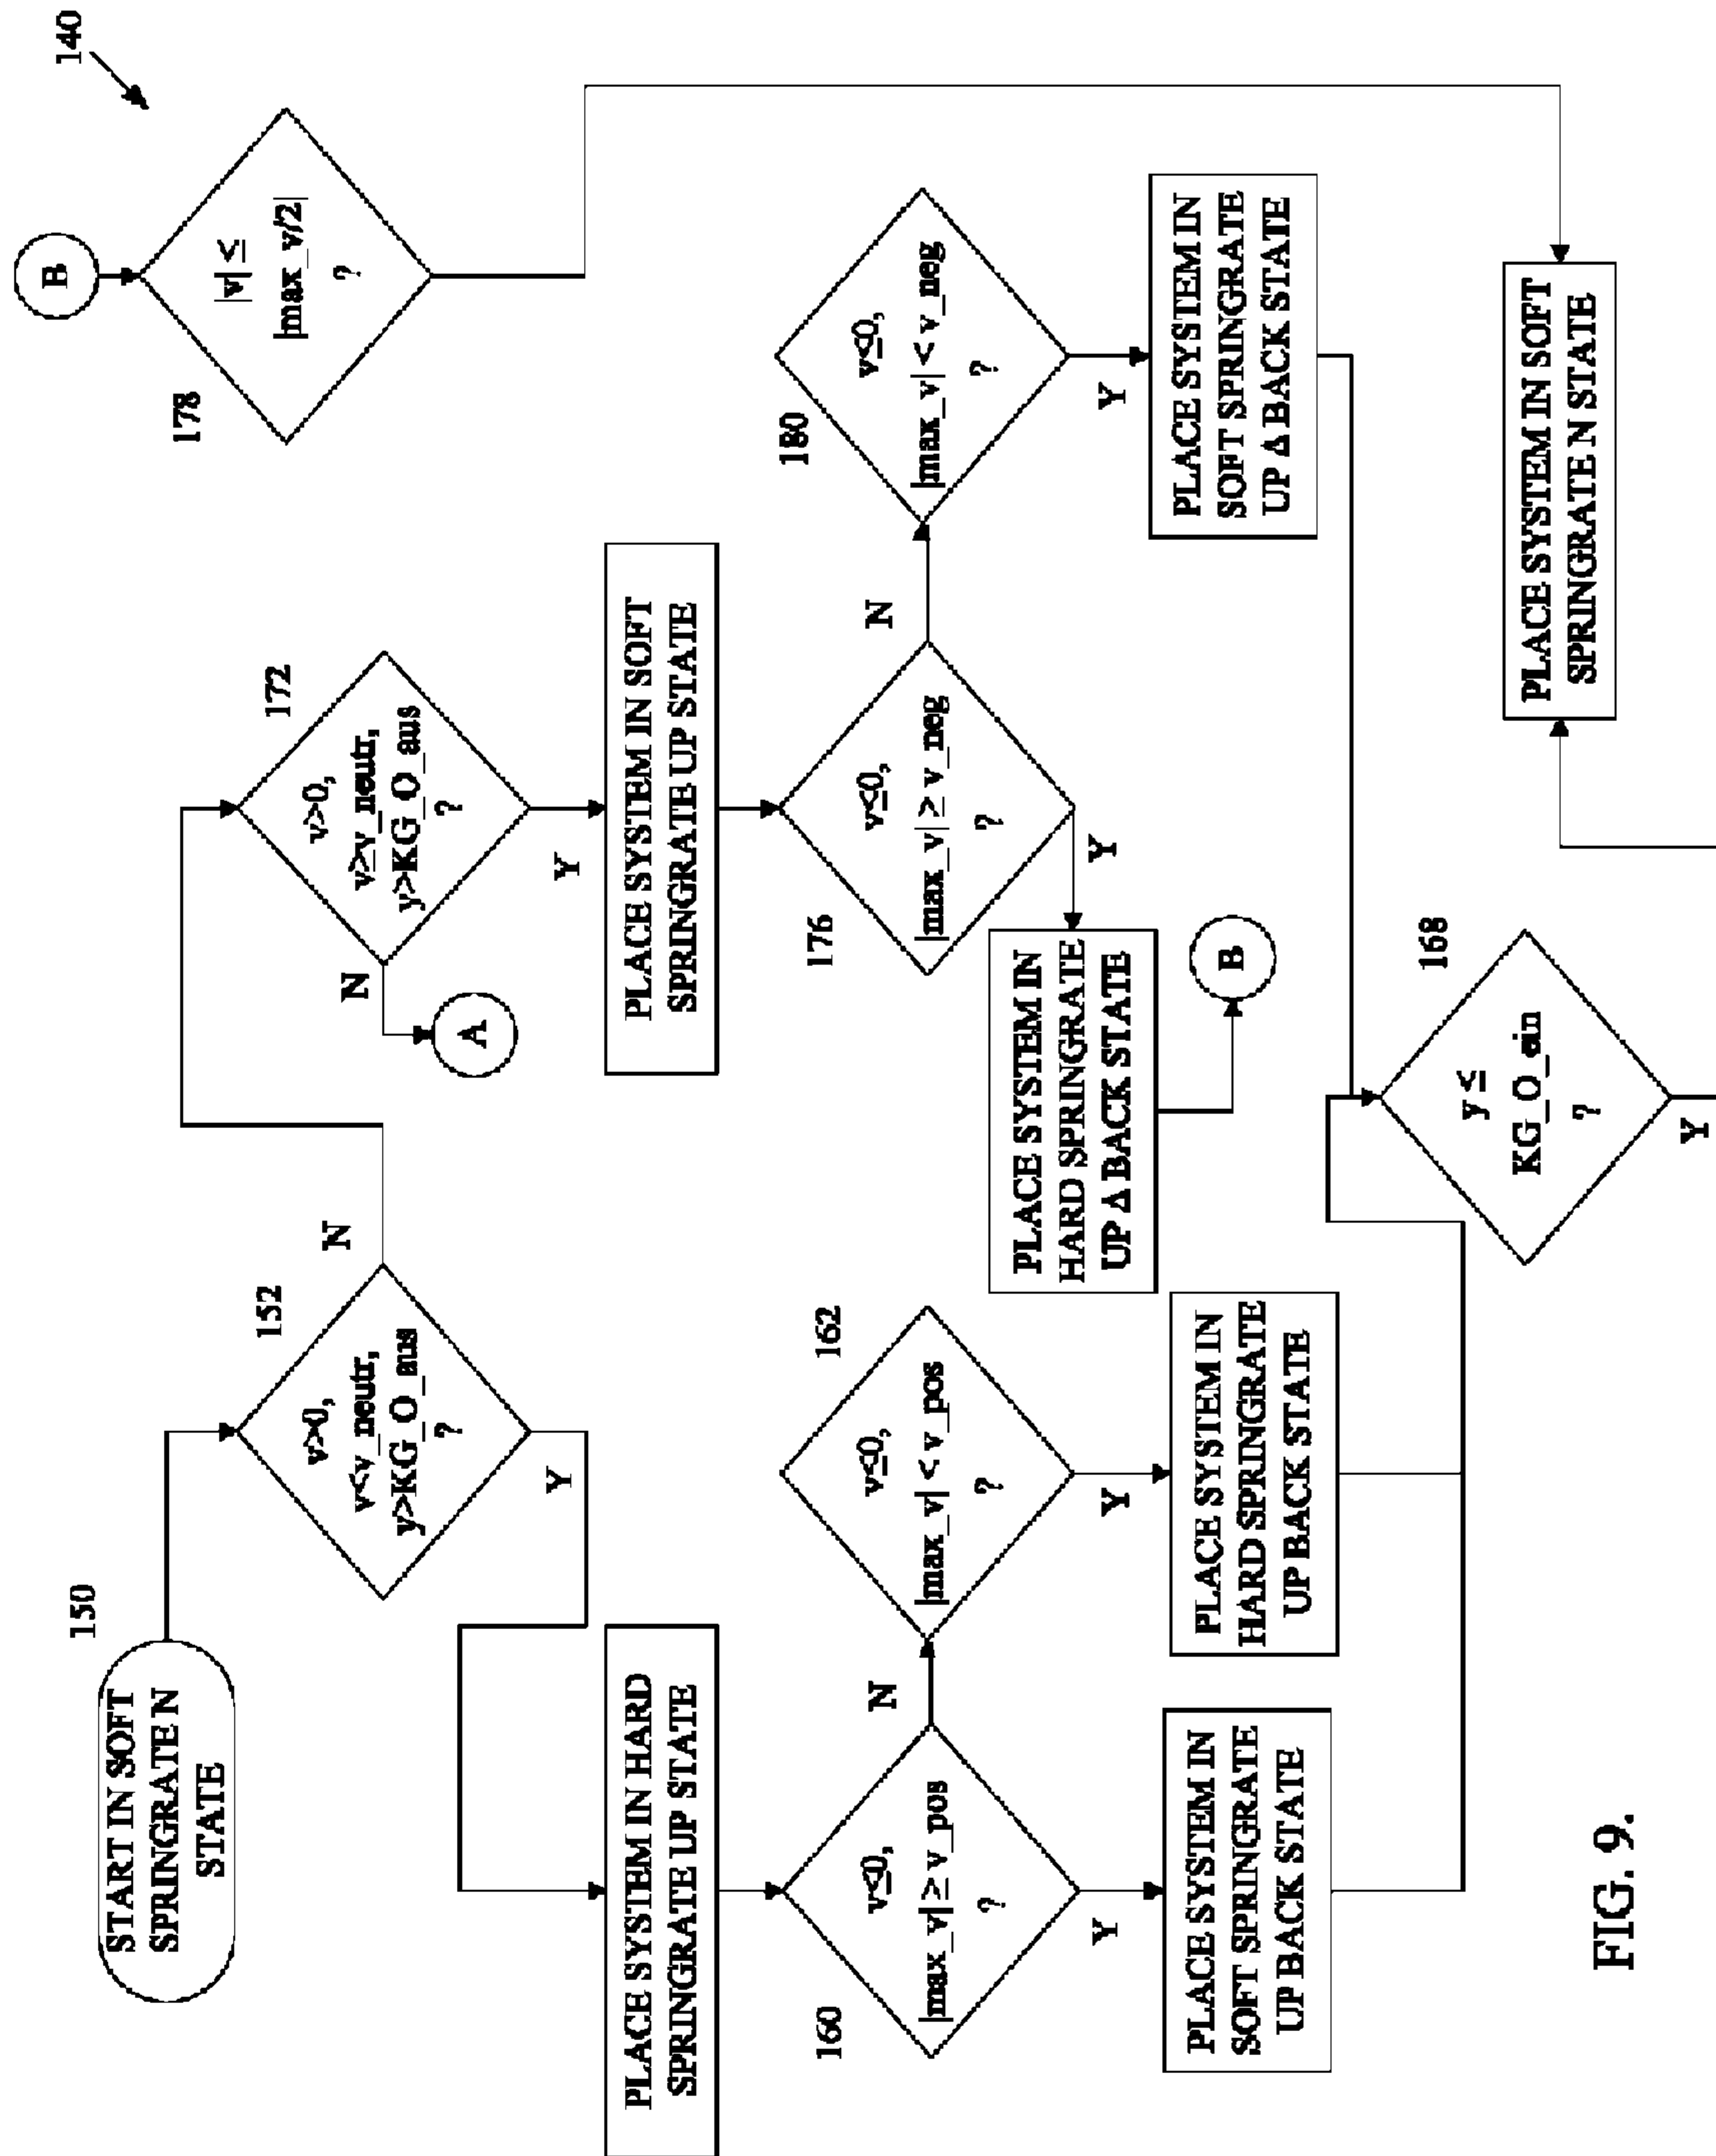 140
150
START IN SOFT
SPRINGRATE N
STATE
152
v>0,
v<v_neutr,
y>KG_O_aus
?
N
Y
172
v>0,
v≥v_neutr,
y>KG_O_aus
?
N
A
Y
B
178
|v| ≤
|max_v/2|
?
PLACE SYSTEM IN HARD
SPRINGRATE UP STATE
PLACE SYSTEM IN SOFT
SPRINGRATE UP STATE
160
v≤0,
|max_v| ≥ v_pos
?
N
Y
162
v≤0,
|max_v| < v_pos
?
Y
176
v≤0,
|max_v| ≥ v_neg
?
N
Y
180
v≤0,
|max_v| < v_neg
?
Y
PLACE SYSTEM IN
SOFT SPRINGRATE
UP BACK STATE
PLACE SYSTEM IN
HARD SPRINGRATE
UP BACK STATE
PLACE SYSTEM IN
HARD SPRINGRATE
UP Δ BACK STATE
B
PLACE SYSTEM IN
SOFT SPRINGRATE
UP Δ BACK STATE
168
y ≤
KG_O_ein
?
Y
PLACE SYSTEM IN SOFT
SPRINGRATE N STATE
FIG. 9.